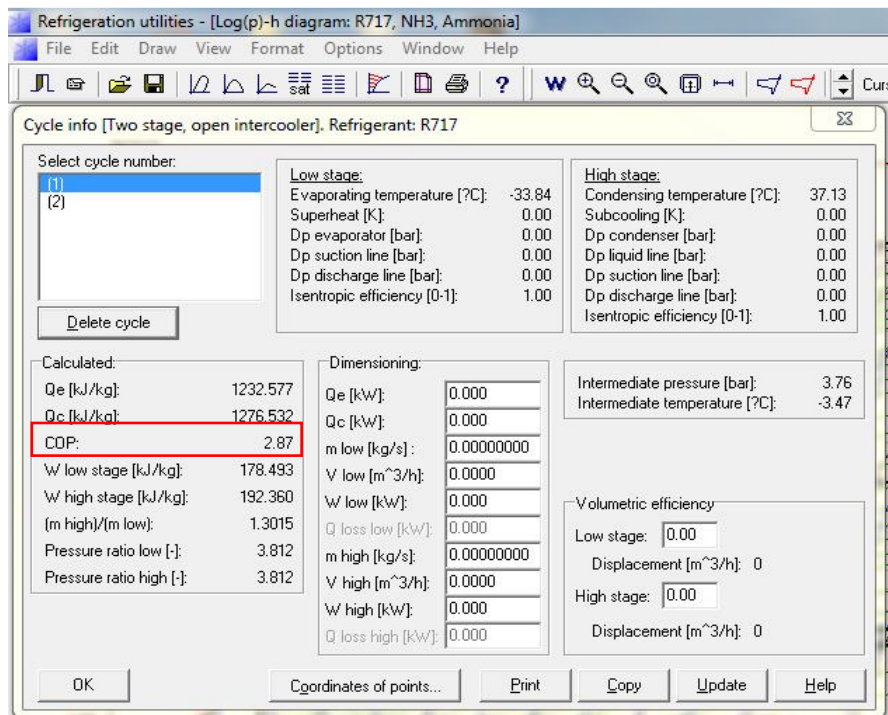 Refrigeration utilities - [Log(p)-h diagram: R717, NH3, Ammonia]
File Edit Draw View Format Options Window Help
sat ? W Curs
Cycle info [Two stage, open intercooler]. Refrigerant: R717
Select cycle number:
(1)
(2)
Delete cycle
Low stage:
Evaporating temperature [?C]: -33.84
Superheat [K]: 0.00
Dp evaporator [bar]: 0.00
Dp suction line [bar]: 0.00
Dp discharge line [bar]: 0.00
Isentropic efficiency [0-1]: 1.00
High stage:
Condensing temperature [?C]: 37.13
Subcooling [K]: 0.00
Dp condenser [bar]: 0.00
Dp liquid line [bar]: 0.00
Dp suction line [bar]: 0.00
Dp discharge line [bar]: 0.00
Isentropic efficiency [0-1]: 1.00
Calculated:
Qe [kJ/kg]: 1232.577
Qc [kJ/kg]: 1276.532
COP: 2.87
W low stage [kJ/kg]: 178.493
W high stage [kJ/kg]: 192.360
(m high)/(m low): 1.3015
Pressure ratio low [-]: 3.812
Pressure ratio high [-]: 3.812
Dimensioning:
Qe [kW]: 0.000
Qc [kW]: 0.000
m low [kg/s] : 0.00000000
V low [m^3/h]: 0.0000
W low [kW]: 0.000
Q loss low [kW]: 0.000
m high [kg/s]: 0.00000000
V high [m^3/h]: 0.0000
W high [kW]: 0.000
Q loss high [kW]: 0.000
Intermediate pressure [bar]: 3.76
Intermediate temperature [?C]: -3.47
Volumetric efficiency
Low stage: 0.00
Displacement [m^3/h]: 0
High stage: 0.00
Displacement [m^3/h]: 0
OK Coordinates of points... Print Copy Update Help